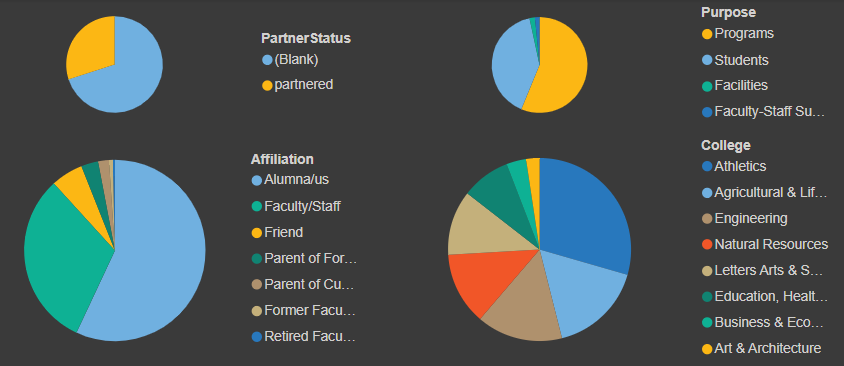 PartnerStatus
(Blank)
partnered
Purpose
Programs
Students
Facilities
Faculty-Staff Su...
Affiliation
Alumna/us
Faculty/Staff
Friend
Parent of For...
Parent of Cu...
Former Facu...
Retired Facu...
College
Athletics
Agricultural & Lif...
Engineering
Natural Resources
Letters Arts & S...
Education, Healt...
Business & Eco...
Art & Architecture